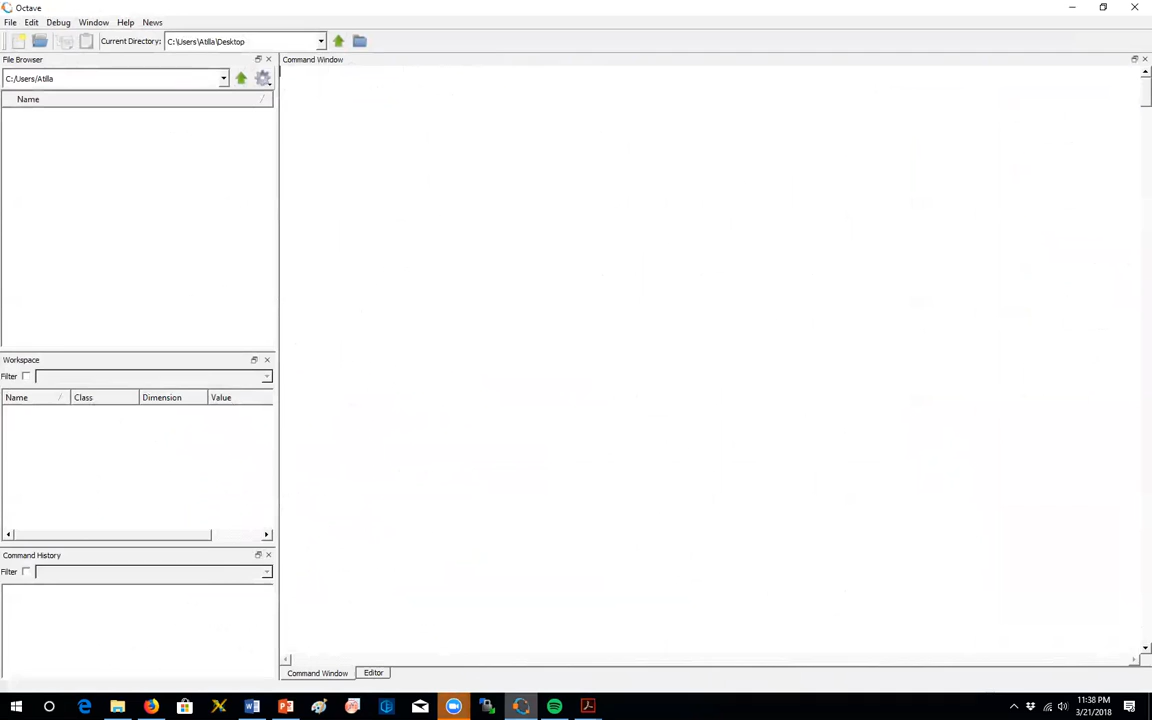 Octave
File Edit Debug Window Help News
Current Directory: C:\Users\Atilla\Desktop
File Browser
C:/Users/Atilla
Name
Workspace
Filter
Name Class Dimension Value
Command History
Filter
Command Window
Command Window Editor
11:38 PM
3/21/2018